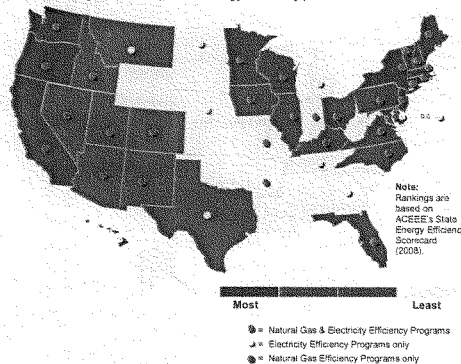 D.C.
Note:
Rankings are
based on
ACEEE's State
Energy Efficiency
Scorecard
(2008).
Most Least
= Natural Gas & Electricity Efficiency Programs
= Electricity Efficiency Programs only
= Natural Gas Efficiency Programs only